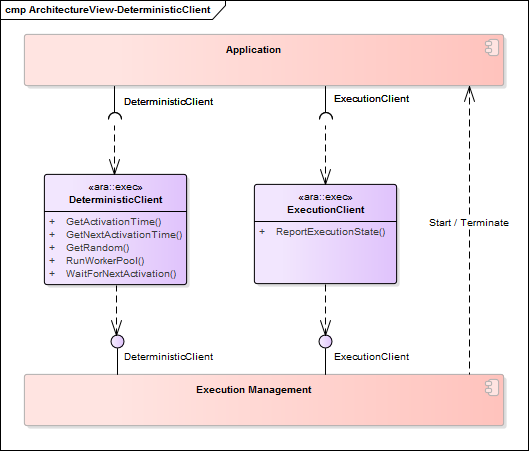 cmp ArchitectureView-DeterministicClient
Application
DeterministicClient
ExecutionClient
«ara::exec»
DeterministicClient
+ GetActivationTime()
+ GetNextActivationTime()
+ GetRandom()
+ RunWorkerPool()
+ WaitForNextActivation()
«ara::exec»
ExecutionClient
+ ReportExecutionState()
Start / Terminate
DeterministicClient
ExecutionClient
Execution Management